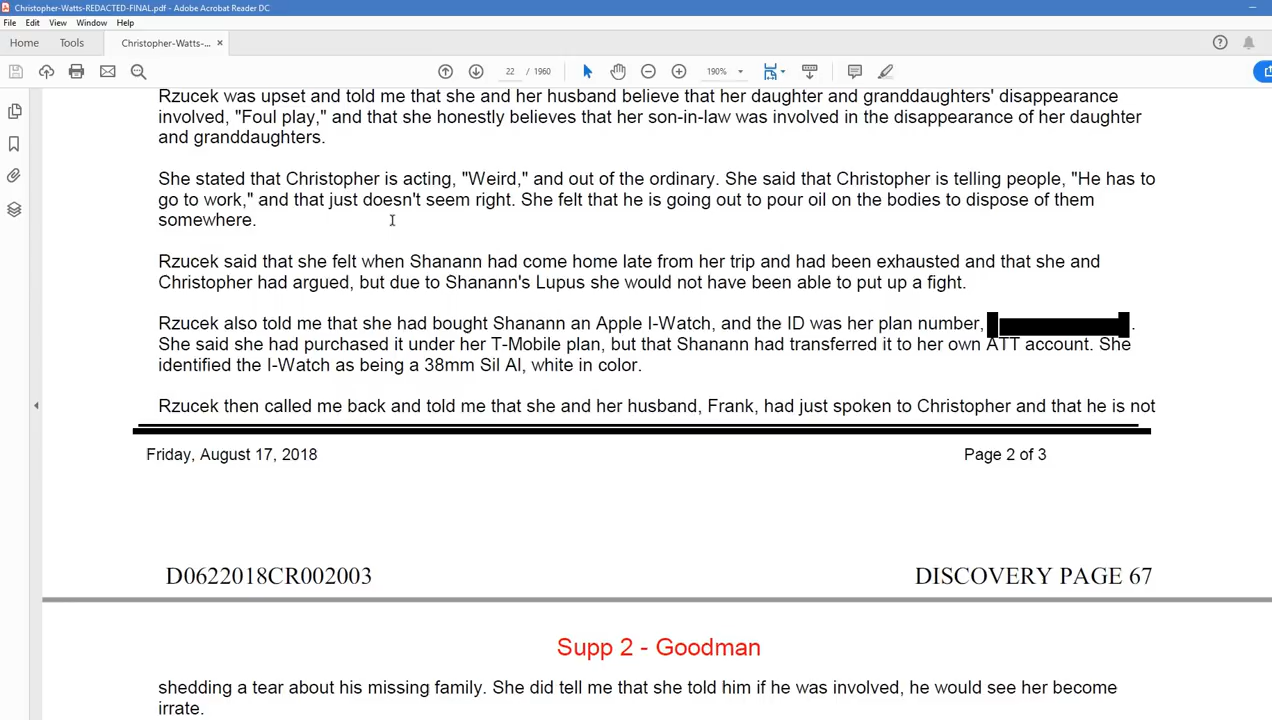 Christopher-Watts-REDACTED-FINAL.pdf - Adobe Acrobat Reader DC
File Edit View Window Help
Home Tools Christopher-Watts-... ×
22 / 1960 190%
Rzucek was upset and told me that she and her husband believe that her daughter and granddaughters' disappearance
involved, "Foul play," and that she honestly believes that her son-in-law was involved in the disappearance of her daughter
and granddaughters.
She stated that Christopher is acting, "Weird," and out of the ordinary. She said that Christopher is telling people, "He has to
go to work," and that just doesn't seem right. She felt that he is going out to pour oil on the bodies to dispose of them
somewhere.
Rzucek said that she felt when Shanann had come home late from her trip and had been exhausted and that she and
Christopher had argued, but due to Shanann's Lupus she would not have been able to put up a fight.
Rzucek also told me that she had bought Shanann an Apple I-Watch, and the ID was her plan number, .
She said she had purchased it under her T-Mobile plan, but that Shanann had transferred it to her own ATT account. She
identified the I-Watch as being a 38mm Sil Al, white in color.
Rzucek then called me back and told me that she and her husband, Frank, had just spoken to Christopher and that he is not
Friday, August 17, 2018 Page 2 of 3
D0622018CR002003 DISCOVERY PAGE 67
Supp 2 - Goodman
shedding a tear about his missing family. She did tell me that she told him if he was involved, he would see her become
irrate.